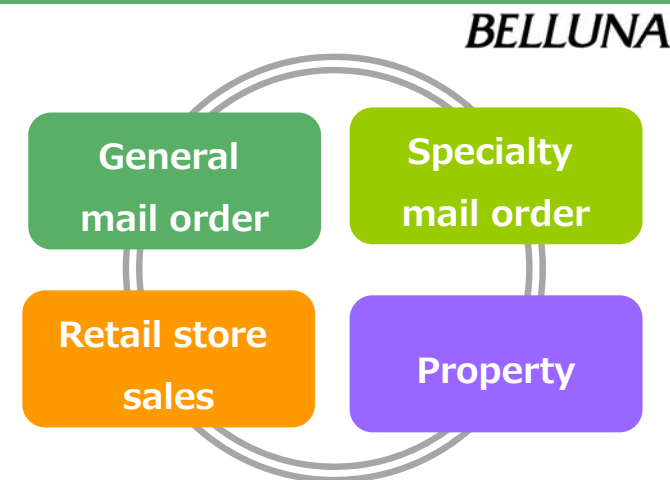 BELLUNA
General
mail order
Specialty
mail order
Retail store
sales
Property